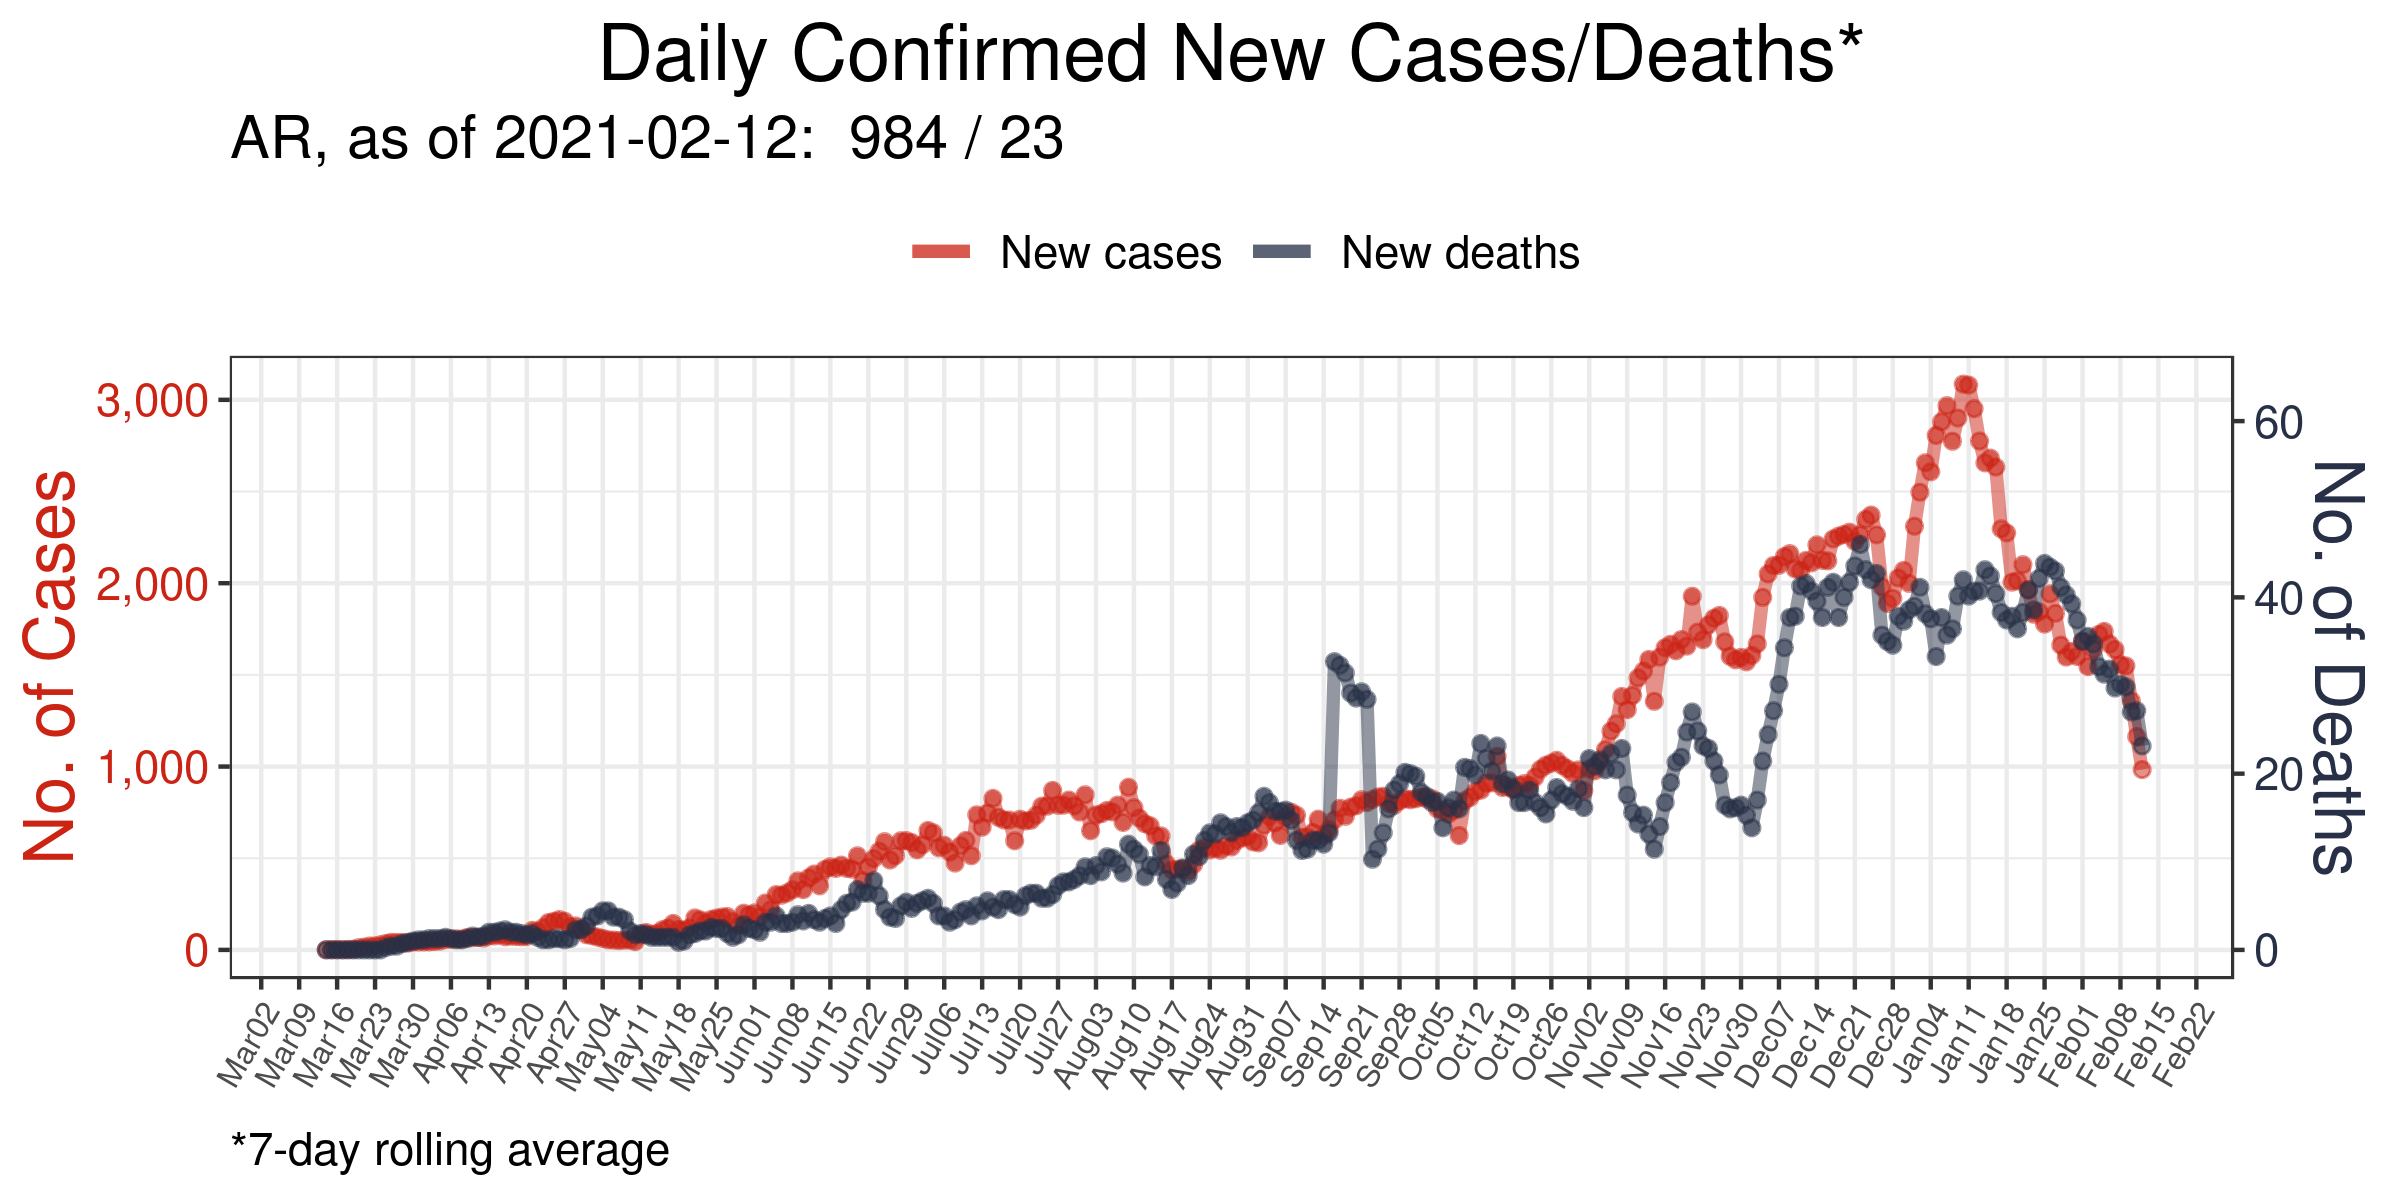 Daily Confirmed New Cases/Deaths*
AR, as of 2021-02-12:  984 / 23
New cases
New deaths
No. of Cases
3,000
2,000
1,000
0
60
40
20
0
No. of Deaths
Mar02
Mar09
Mar16
Mar23
Mar30
Apr06
Apr13
Apr20
Apr27
May04
May11
May18
May25
Jun01
Jun08
Jun15
Jun22
Jun29
Jul06
Jul13
Jul20
Jul27
Aug03
Aug10
Aug17
Aug24
Aug31
Sep07
Sep14
Sep21
Sep28
Oct05
Oct12
Oct19
Oct26
Nov02
Nov09
Nov16
Nov23
Nov30
Dec07
Dec14
Dec21
Dec28
Jan04
Jan11
Jan18
Jan25
Feb01
Feb08
Feb15
Feb22
*7-day rolling average